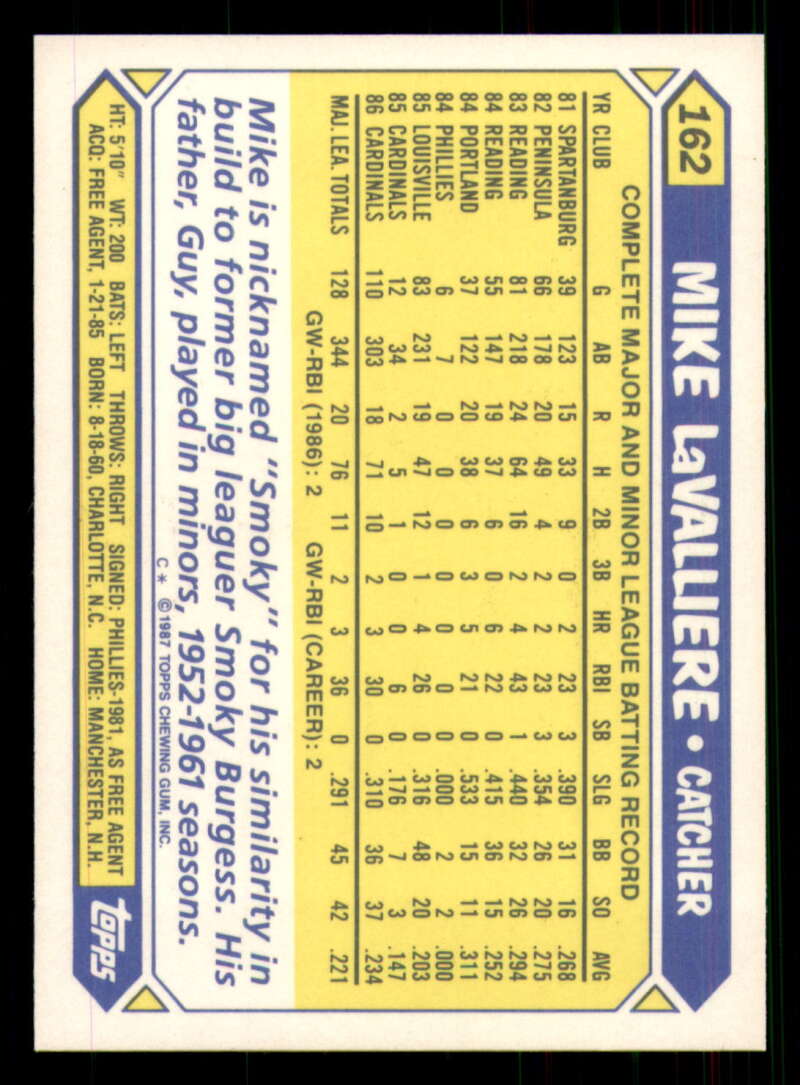 162 MIKE LaVALLIERE • CATCHER
COMPLETE MAJOR AND MINOR LEAGUE BATTING RECORD
YR CLUB G AB R H 2B 3B HR RBI SB SLG BB SO AVG
81 SPARTANBURG 39 123 15 33 9 0 2 23 3 .390 31 16 .268
82 PENINSULA 66 178 20 49 4 2 2 23 3 .354 26 20 .275
83 READING 81 218 24 64 16 2 4 43 1 .440 32 26 .294
84 READING 55 147 19 37 6 0 6 22 0 .415 36 15 .252
84 PORTLAND 37 122 20 38 6 3 5 21 0 .533 15 11 .311
84 PHILLIES 6 7 0 0 0 0 0 0 0 .000 2 2 .000
85 LOUISVILLE 83 231 19 47 12 1 4 26 0 .316 48 20 .203
85 CARDINALS 12 34 2 5 1 0 0 6 0 .176 7 3 .147
86 CARDINALS 110 303 18 71 10 2 3 30 0 .310 36 37 .234
MAJ. LEA. TOTALS 128 344 20 76 11 2 3 36 0 .291 45 42 .221
GW-RBI (1986): 2 GW-RBI (CAREER): 2
Mike is nicknamed "Smoky" for his similarity in
build to former big leaguer Smoky Burgess. His
father, Guy, played in minors, 1952-1961 seasons.
C* ©1987 TOPPS CHEWING GUM, INC.
HT: 5'10" WT: 200 BATS: LEFT THROWS: RIGHT SIGNED: PHILLIES-1981, AS FREE AGENT
ACQ: FREE AGENT, 1-21-85 BORN: 8-18-60, CHARLOTTE, N.C. HOME: MANCHESTER, N.H.
topps